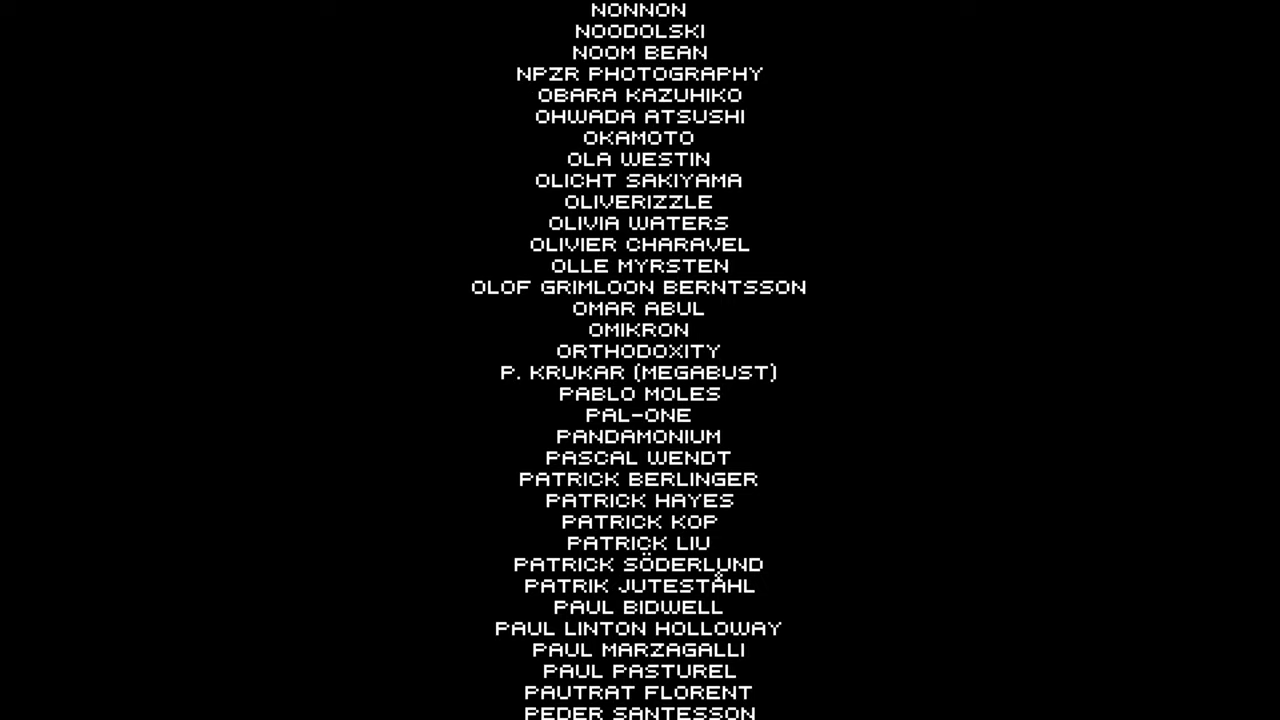 NONNON
NOODOLSKI
NOOM BEAN
NPZR PHOTOGRAPHY
OBARA KAZUHIKO
OHWADA ATSUSHI
OKAMOTO
OLA WESTIN
OLICHT SAKIYAMA
OLIVERIZZLE
OLIVIA WATERS
OLIVIER CHARAVEL
OLLE MYRSTEN
OLOF GRIMLOON BERNTSSON
OMAR ABUL
OMIKRON
ORTHODOXITY
P. KRUKAR (MEGABUST)
PABLO MOLES
PAL-ONE
PANDAMONIUM
PASCAL WENDT
PATRICK BERLINGER
PATRICK HAYES
PATRICK KOP
PATRICK LIU
PATRICK SÖDERLUND
PATRIK JUTESTÅHL
PAUL BIDWELL
PAUL LINTON HOLLOWAY
PAUL MARZAGALLI
PAUL PASTUREL
PAUTRAT FLORENT
PEDER SANTESSON